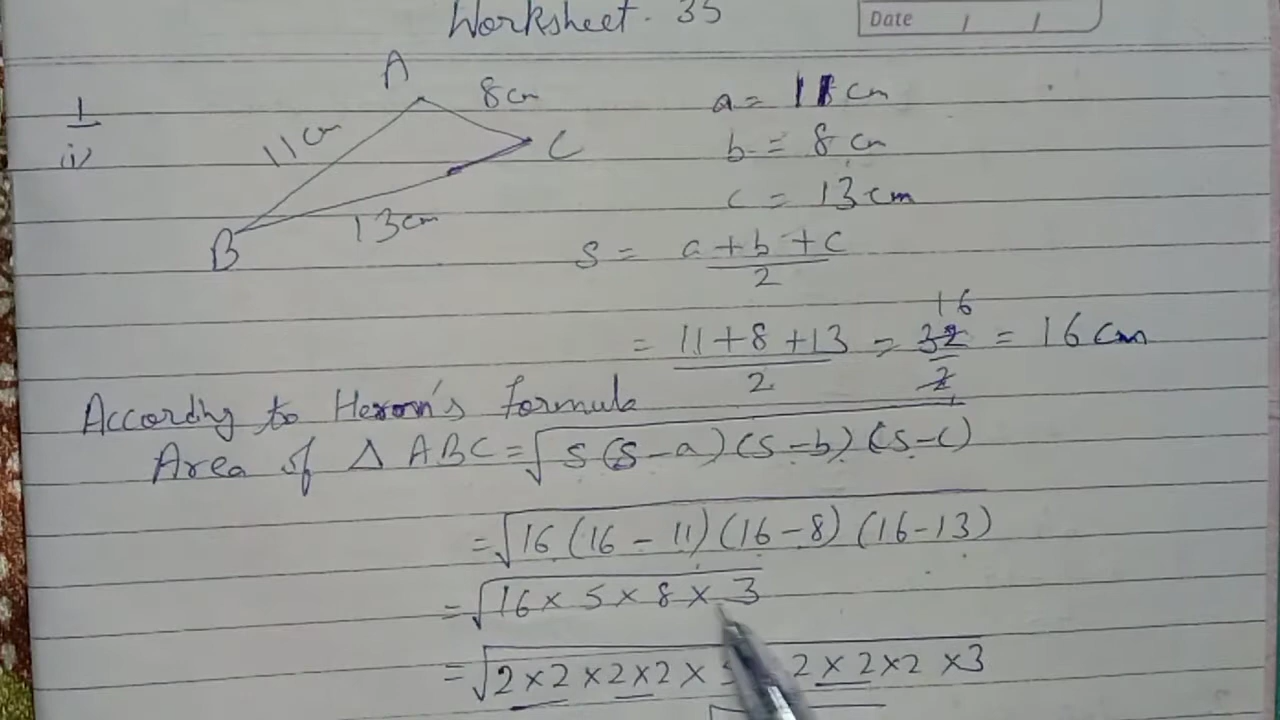 Worksheet. 35
Date / /
1
(i)
A
8cm
11cm
C
13cm
B
a = 11 cm
b = 8 cm
c = 13 cm
S = a + b + c
2
= 11 + 8 + 13 = 32 = 16 cm
2 2
16
According to Heron's formula
Area of Δ ABC = √S(S-a)(S-b)(S-c)
= √16(16-11)(16-8)(16-13)
= √16 × 5 × 8 × 3
= √2×2×2×2× 2×2×2×3